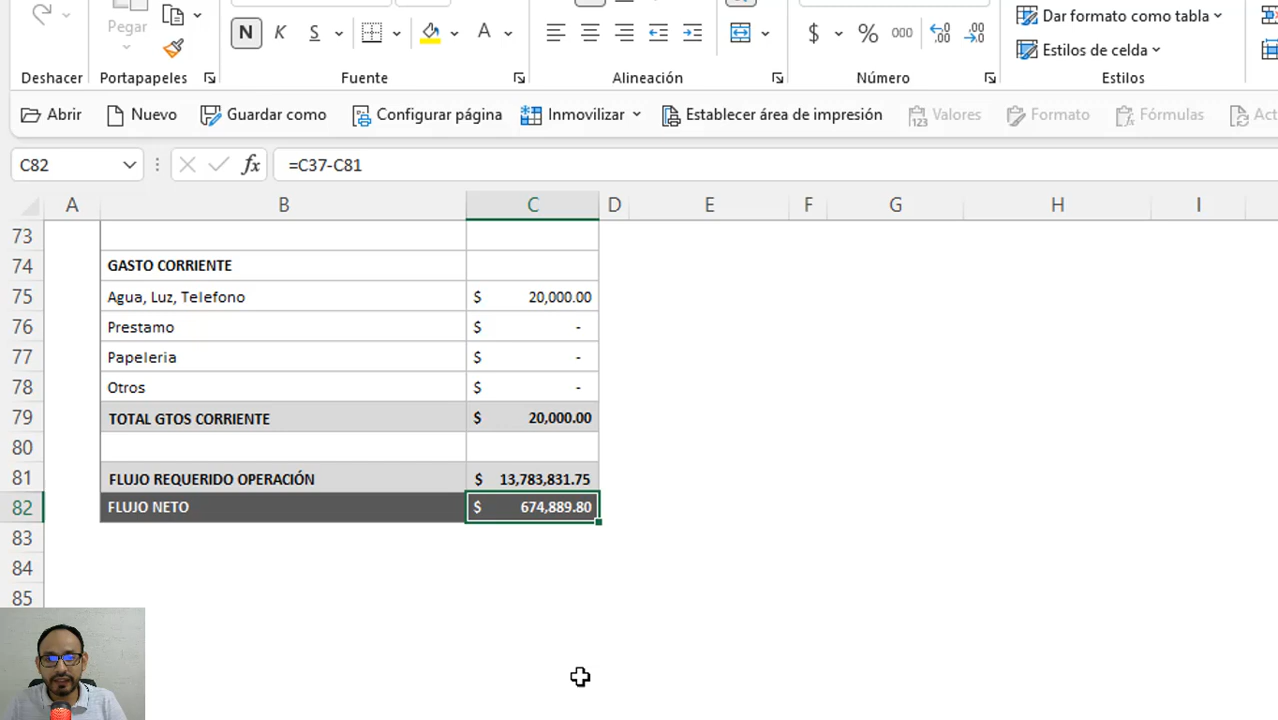 Pegar
N K S A
$ % 000
Dar formato como tabla
Estilos de celda
Deshacer Portapapeles Fuente Alineación Número Estilos
Abrir Nuevo Guardar como Configurar página Inmovilizar Establecer área de impresión Valores Formato Fórmulas Act
C82 fx =C37-C81
A B C D E F G H I
73
74 GASTO CORRIENTE
75 Agua, Luz, Telefono $ 20,000.00
76 Prestamo $ -
77 Papeleria $ -
78 Otros $ -
79 TOTAL GTOS CORRIENTE $ 20,000.00
80
81 FLUJO REQUERIDO OPERACIÓN $ 13,783,831.75
82 FLUJO NETO $ 674,889.80
83
84
85